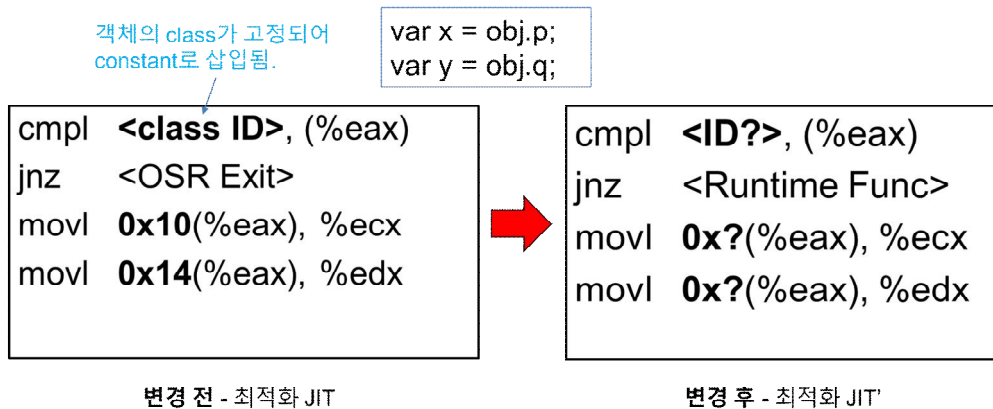 객체의 class가 고정되어
constant로 삽입됨.
var x = obj.p;
var y = obj.q;
cmpl <class ID>, (%eax)
jnz <OSR Exit>
movl 0x10(%eax), %ecx
movl 0x14(%eax), %edx
cmpl <ID?>, (%eax)
jnz <Runtime Func>
movl 0x?(%eax), %ecx
movl 0x?(%eax), %edx
변경 전 - 최적화 JIT
변경 후 - 최적화 JIT'